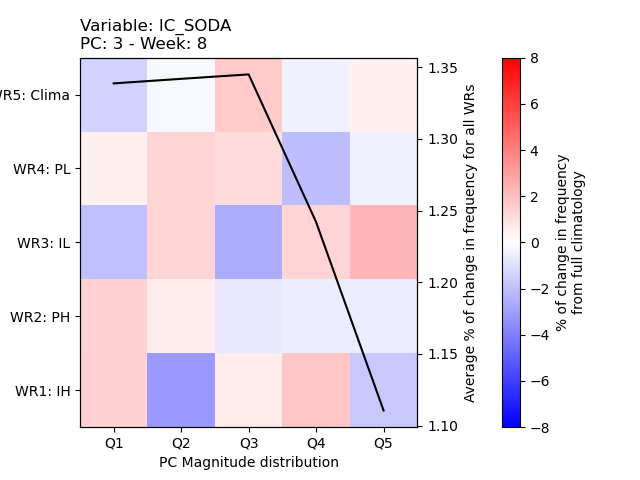 Variable: IC_SODA
PC: 3 - Week: 8
WR5: Clima
WR4: PL
WR3: IL
WR2: PH
WR1: IH
Q1 Q2 Q3 Q4 Q5
PC Magnitude distribution
1.35
1.30
1.25
1.20
1.15
1.10
Average % of change in frequency for all WRs
8
6
4
2
0
−2
−4
−6
−8
% of change in frequency
from full climatology